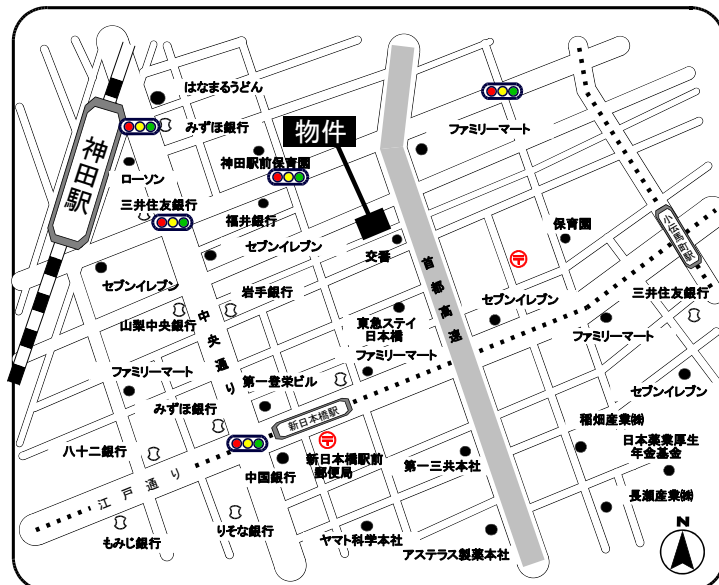 はなまるうどん
みずほ銀行
ファミリーマート
物件
神田駅
ローソン
神田駅前保育園
三井住友銀行
福井銀行
セブンイレブン
交番
保育園
小伝馬町駅
首都高速
セブンイレブン
岩手銀行
山梨中央銀行
中央通り
東急ステイ
日本橋
セブンイレブン
三井住友銀行
ファミリーマート
ファミリーマート
ファミリーマート
第一登栄ビル
セブンイレブン
みずほ銀行
新日本橋駅
稲畑産業㈱
日本薬業厚生
年金基金
八十二銀行
中国銀行
新日本橋駅前
郵便局
第一三共本社
長瀬産業㈱
江戸通り
もみじ銀行
りそな銀行
ヤマト科学本社
アステラス製薬本社
N